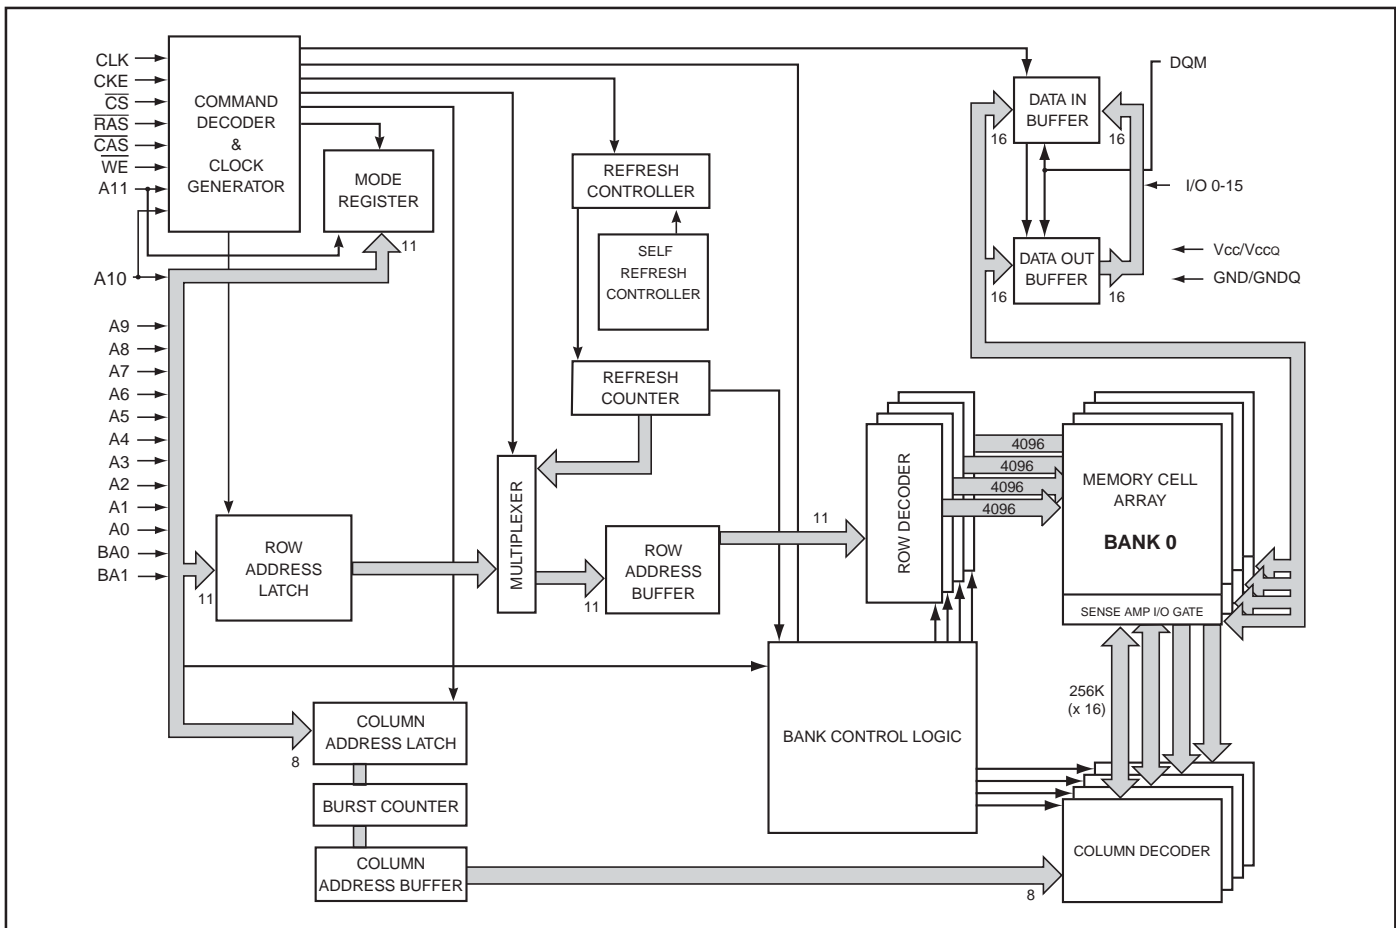 CLK
CKE
CS
RAS
CAS
WE
A11
A10
A9
A8
A7
A6
A5
A4
A3
A2
A1
A0
BA0
BA1
COMMAND
DECODER
&
CLOCK
GENERATOR
MODE
REGISTER
11
REFRESH
CONTROLLER
SELF
REFRESH
CONTROLLER
REFRESH
COUNTER
MULTIPLEXER
11
ROW
ADDRESS
LATCH
11
ROW
ADDRESS
BUFFER
11
ROW DECODER
4096
4096
4096
4096
DQM
DATA IN
BUFFER
16
16
I/O 0-15
DATA OUT
BUFFER
16
16
Vcc/VccQ
GND/GNDQ
MEMORY CELL
ARRAY
BANK 0
SENSE AMP I/O GATE
256K
(x 16)
BANK CONTROL LOGIC
8
COLUMN
ADDRESS LATCH
BURST COUNTER
COLUMN
ADDRESS BUFFER
8
COLUMN DECODER